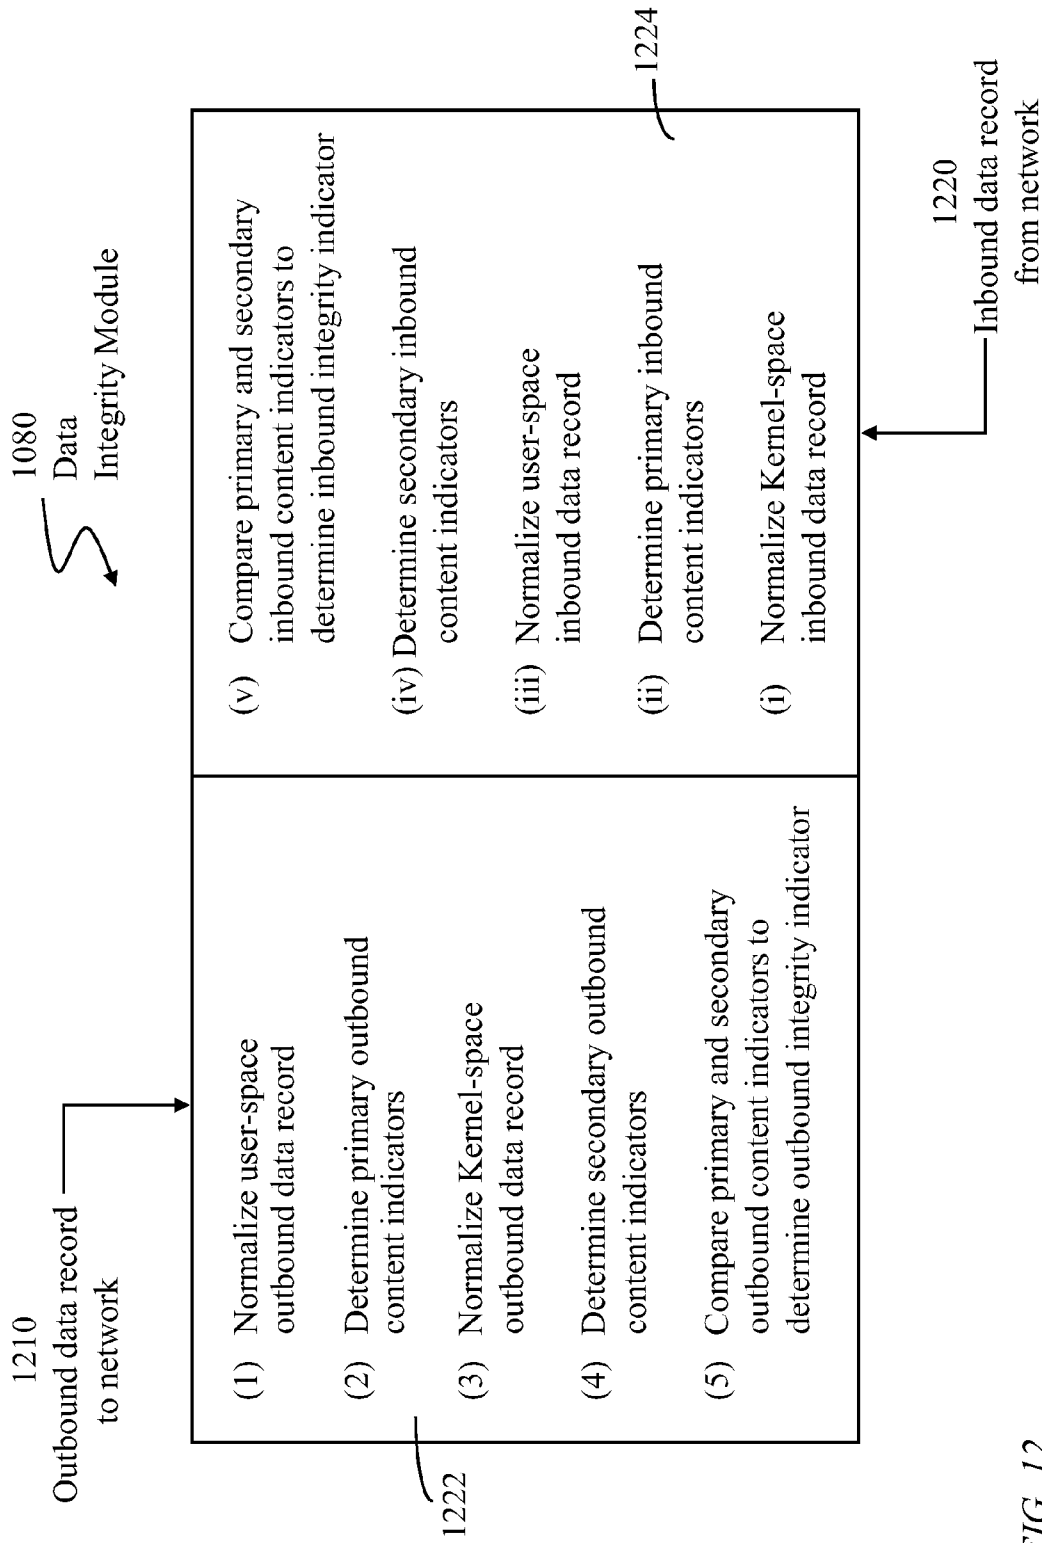 1080
Data
Integrity Module
1210
Outbound data record
to network
(1) Normalize user-space
outbound data record
(2) Determine primary outbound
content indicators
(3) Normalize Kernel-space
outbound data record
(4) Determine secondary outbound
content indicators
(5) Compare primary and secondary
outbound content indicators to
determine outbound integrity indicator
1222
(v) Compare primary and secondary
inbound content indicators to
determine inbound integrity indicator
(iv) Determine secondary inbound
content indicators
(iii) Normalize user-space
inbound data record
(ii) Determine primary inbound
content indicators
(i) Normalize Kernel-space
inbound data record
1224
1220
Inbound data record
from network
FIG. 12